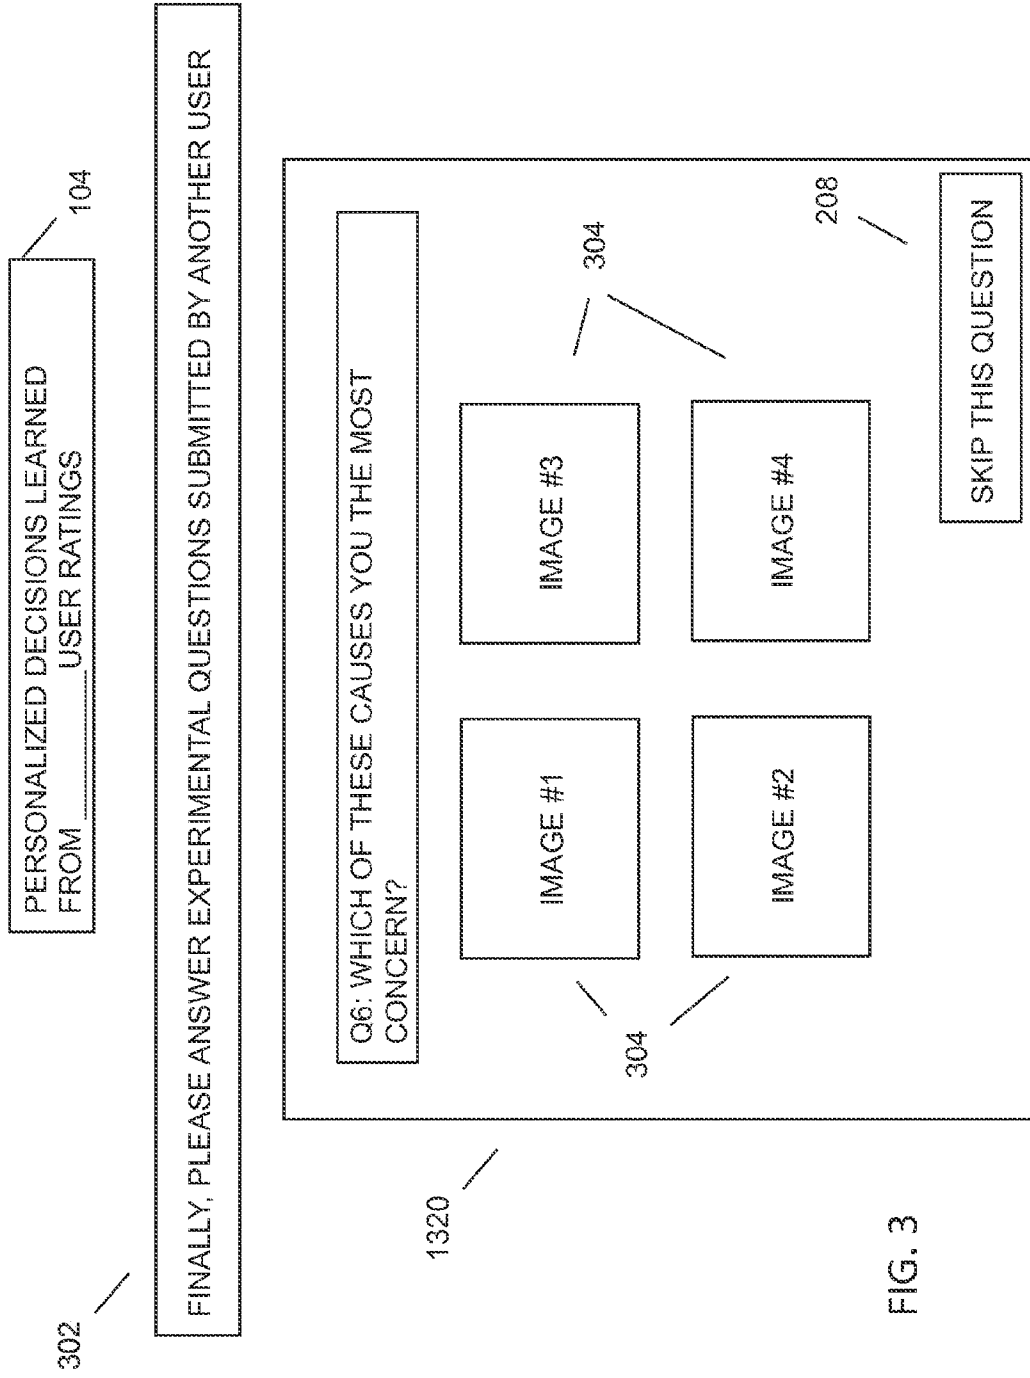 PERSONALIZED DECISIONS LEARNED
FROM ______ USER RATINGS
104
302
FINALLY, PLEASE ANSWER EXPERIMENTAL QUESTIONS SUBMITTED BY ANOTHER USER
1320
Q6: WHICH OF THESE CAUSES YOU THE MOST
CONCERN?
304
IMAGE #1
IMAGE #3
304
IMAGE #2
IMAGE #4
208
SKIP THIS QUESTION
FIG. 3